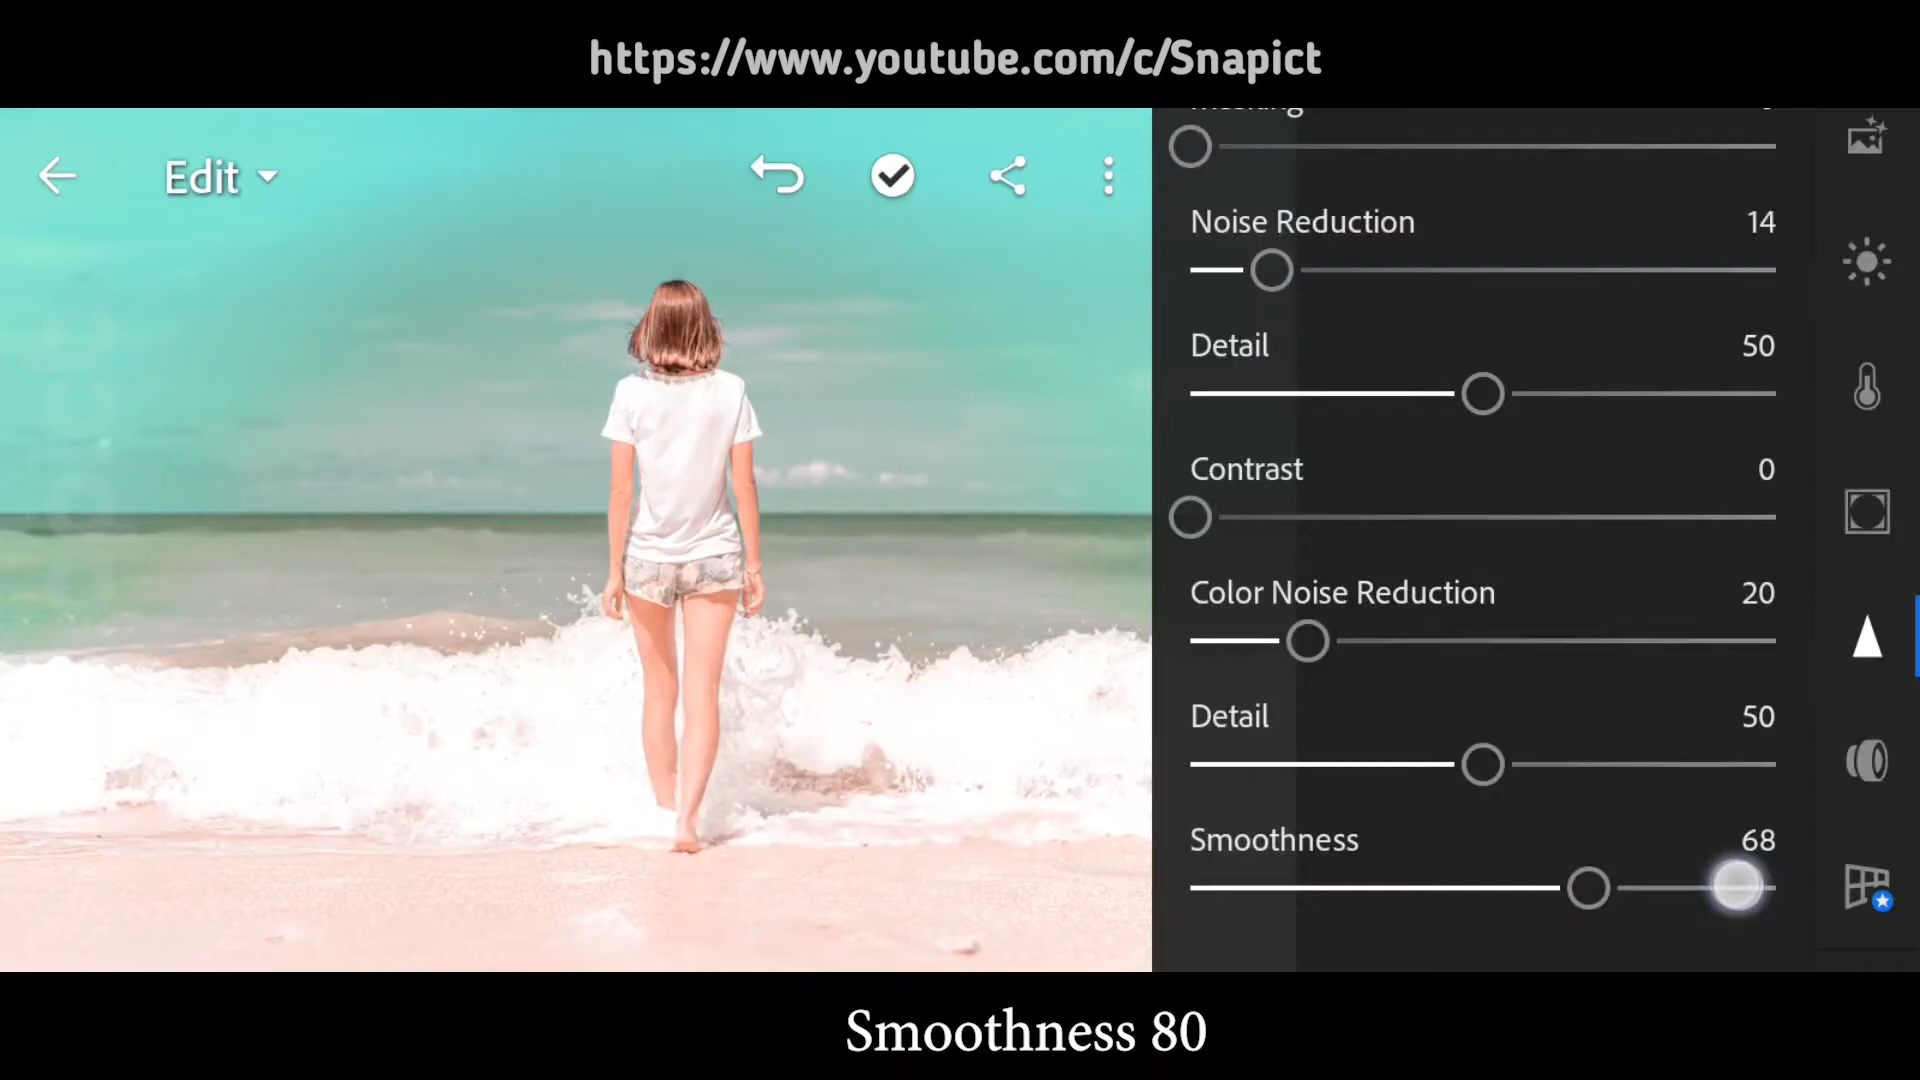 https://www.youtube.com/c/Snapict
Edit
Noise Reduction 14
Detail 50
Contrast 0
Color Noise Reduction 20
Detail 50
Smoothness 68
Smoothness 80